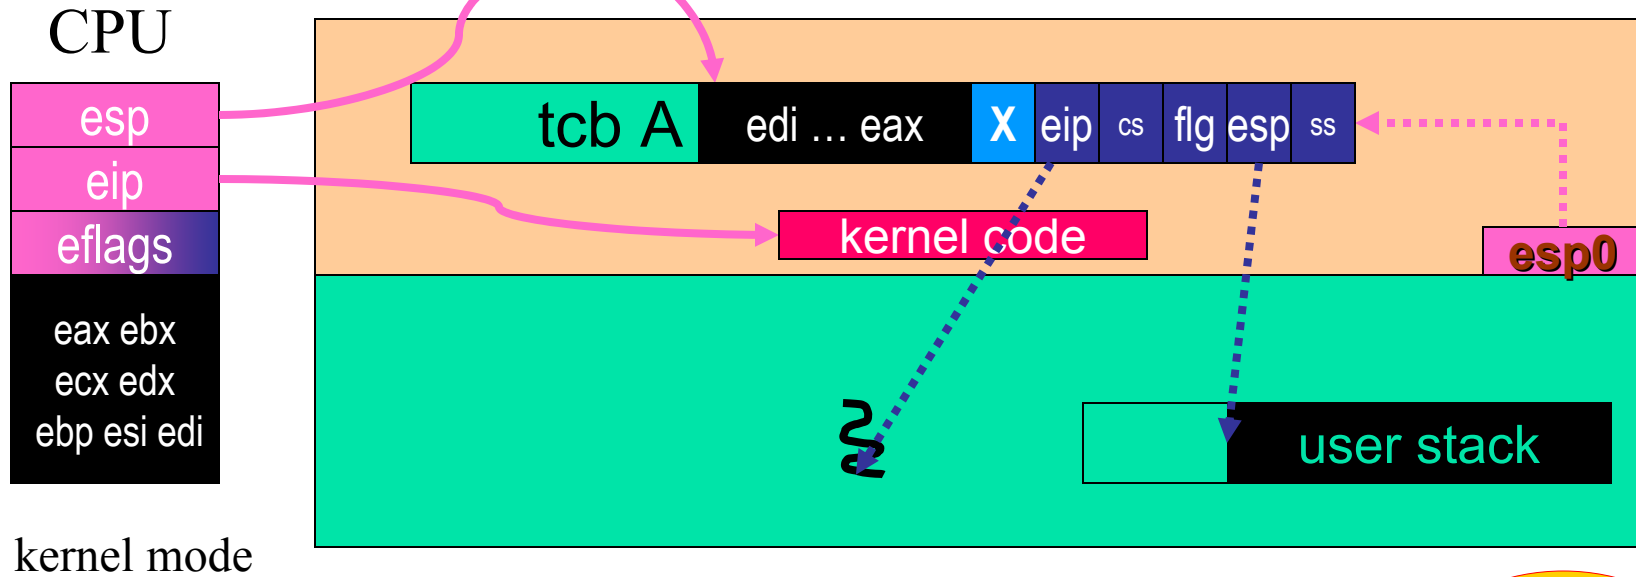 CPU
esp
eip
eflags
eax ebx
ecx edx
ebp esi edi
kernel mode
tcb A
edi ... eax
X
eip
cs
flg
esp
ss
kernel code
esp0
user stack